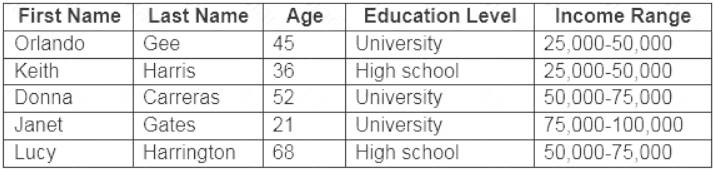 First Name Last Name Age Education Level Income Range
Orlando Gee 45 University 25,000-50,000
Keith Harris 36 High school 25,000-50,000
Donna Carreras 52 University 50,000-75,000
Janet Gates 21 University 75,000-100,000
Lucy Harrington 68 High school 50,000-75,000